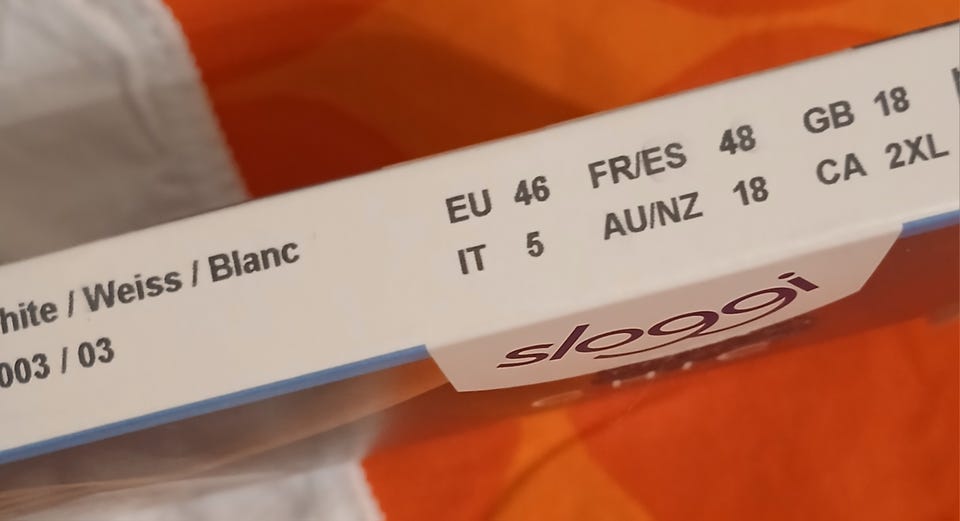 EU 46 FR/ES 48 GB 18
IT 5 AU/NZ 18 CA 2XL
hite / Weiss / Blanc
003 / 03
sloggi